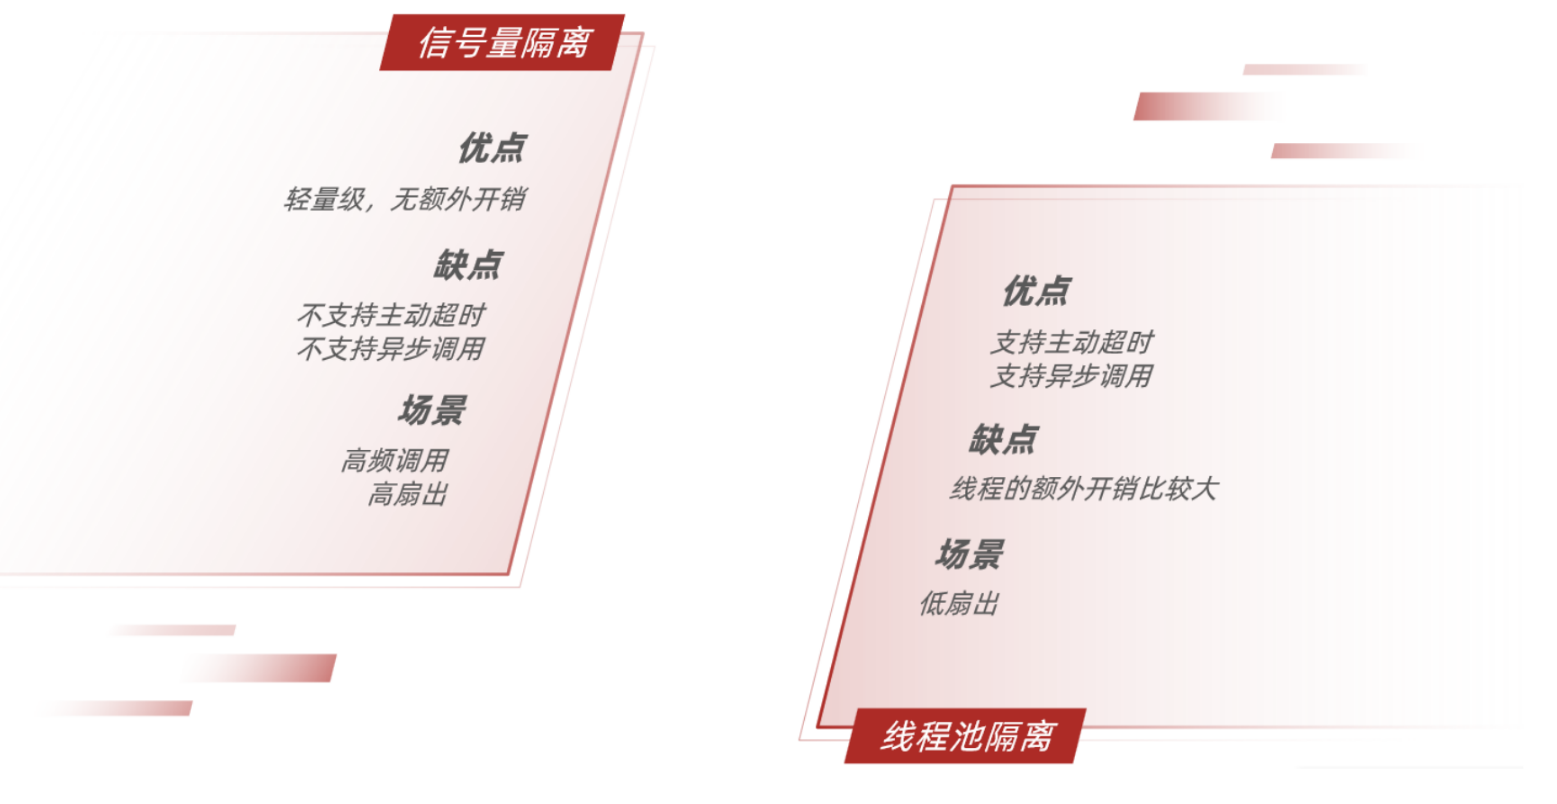 信号量隔离
优点
轻量级，无额外开销
缺点
不支持主动超时
不支持异步调用
场景
高频调用
高扇出
优点
支持主动超时
支持异步调用
缺点
线程的额外开销比较大
场景
低扇出
线程池隔离